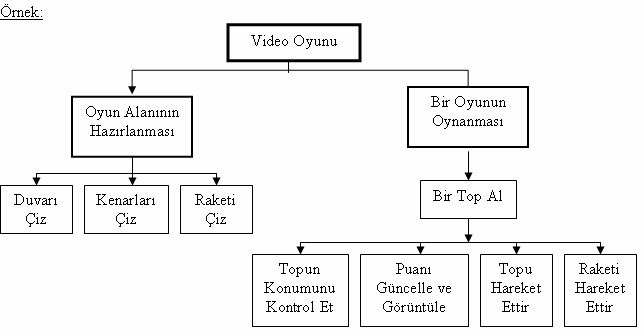 Örnek:
Video Oyunu
Oyun Alanının
Hazırlanması
Bir Oyunun
Oynanması
Duvarı
Çiz
Kenarları
Çiz
Raketi
Çiz
Bir Top Al
Topun
Konumunu
Kontrol Et
Puanı
Güncelle ve
Görüntüle
Topu
Hareket
Ettir
Raketi
Hareket
Ettir